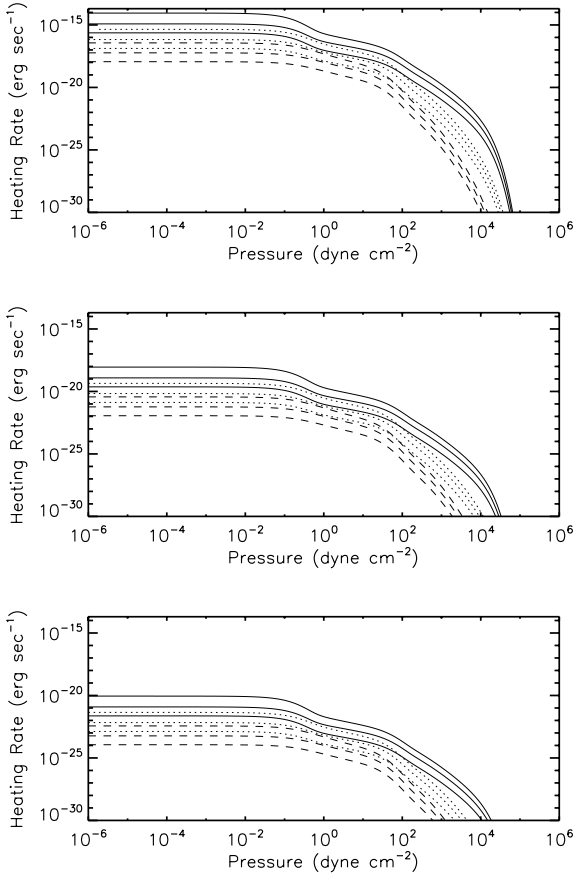 Heating Rate (erg sec⁻¹)
10⁻¹⁵
10⁻²⁰
10⁻²⁵
10⁻³⁰
10⁻⁶ 10⁻⁴ 10⁻² 10⁰ 10² 10⁴ 10⁶
Pressure (dyne cm⁻²)
Heating Rate (erg sec⁻¹)
10⁻¹⁵
10⁻²⁰
10⁻²⁵
10⁻³⁰
10⁻⁶ 10⁻⁴ 10⁻² 10⁰ 10² 10⁴ 10⁶
Pressure (dyne cm⁻²)
Heating Rate (erg sec⁻¹)
10⁻¹⁵
10⁻²⁰
10⁻²⁵
10⁻³⁰
10⁻⁶ 10⁻⁴ 10⁻² 10⁰ 10² 10⁴ 10⁶
Pressure (dyne cm⁻²)